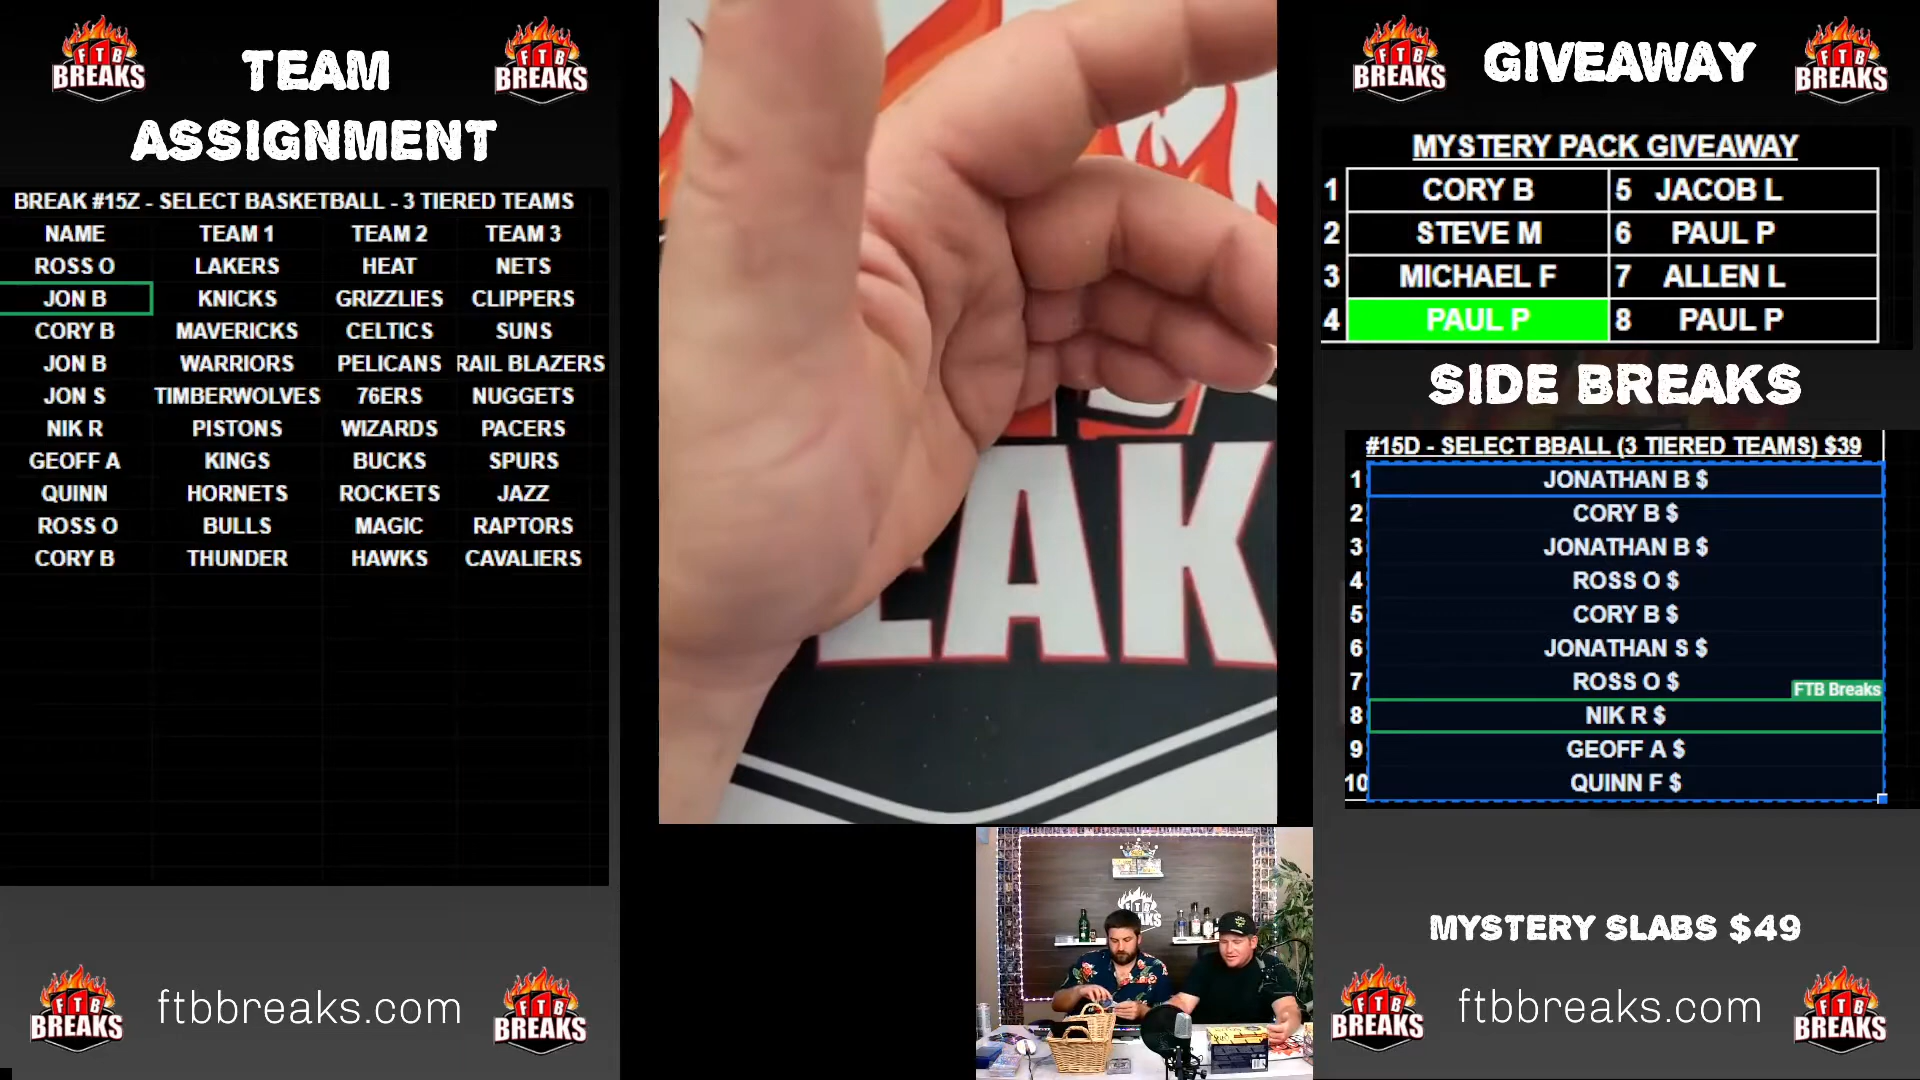 FTB
BREAKS
TEAM
ASSIGNMENT
FTB
BREAKS
BREAK #15Z - SELECT BASKETBALL - 3 TIERED TEAMS
NAME TEAM 1 TEAM 2 TEAM 3
ROSS O LAKERS HEAT NETS
JON B KNICKS GRIZZLIES CLIPPERS
CORY B MAVERICKS CELTICS SUNS
JON B WARRIORS PELICANS RAIL BLAZERS
JON S TIMBERWOLVES 76ERS NUGGETS
NIK R PISTONS WIZARDS PACERS
GEOFF A KINGS BUCKS SPURS
QUINN HORNETS ROCKETS JAZZ
ROSS O BULLS MAGIC RAPTORS
CORY B THUNDER HAWKS CAVALIERS
FTB
BREAKS
ftbbreaks.com
FTB
BREAKS
EAK
FTB
BREAKS
FTB
BREAKS
GIVEAWAY
FTB
BREAKS
MYSTERY PACK GIVEAWAY
1 CORY B 5 JACOB L
2 STEVE M 6 PAUL P
3 MICHAEL F 7 ALLEN L
4 PAUL P 8 PAUL P
SIDE BREAKS
#15D - SELECT BBALL (3 TIERED TEAMS) $39
1 JONATHAN B $
2 CORY B $
3 JONATHAN B $
4 ROSS O $
5 CORY B $
6 JONATHAN S $
7 ROSS O $
FTB Breaks
8 NIK R $
9 GEOFF A $
10 QUINN F $
MYSTERY SLABS $49
FTB
BREAKS
ftbbreaks.com
FTB
BREAKS